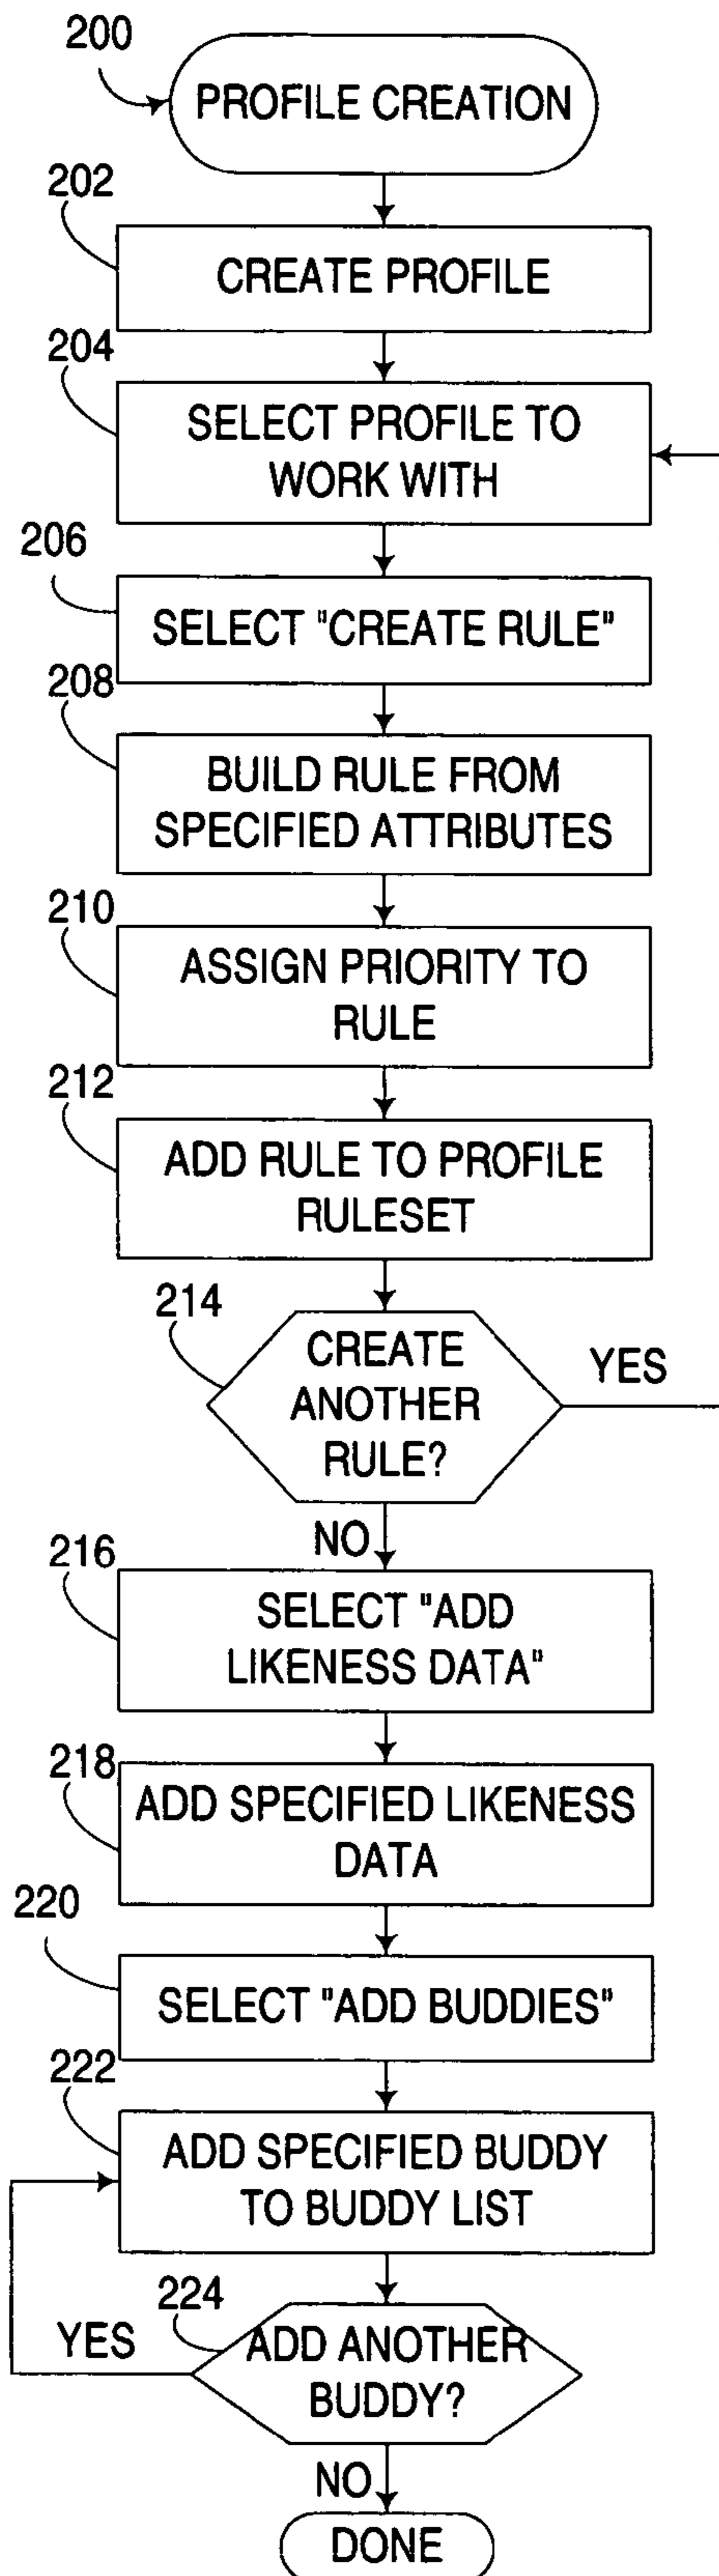 200
PROFILE CREATION
202
CREATE PROFILE
204
SELECT PROFILE TO
WORK WITH
206
SELECT "CREATE RULE"
208
BUILD RULE FROM
SPECIFIED ATTRIBUTES
210
ASSIGN PRIORITY TO
RULE
212
ADD RULE TO PROFILE
RULESET
214
CREATE
ANOTHER
RULE?
YES
NO
216
SELECT "ADD
LIKENESS DATA"
218
ADD SPECIFIED LIKENESS
DATA
220
SELECT "ADD BUDDIES"
222
ADD SPECIFIED BUDDY
TO BUDDY LIST
224
YES
ADD ANOTHER
BUDDY?
NO
DONE